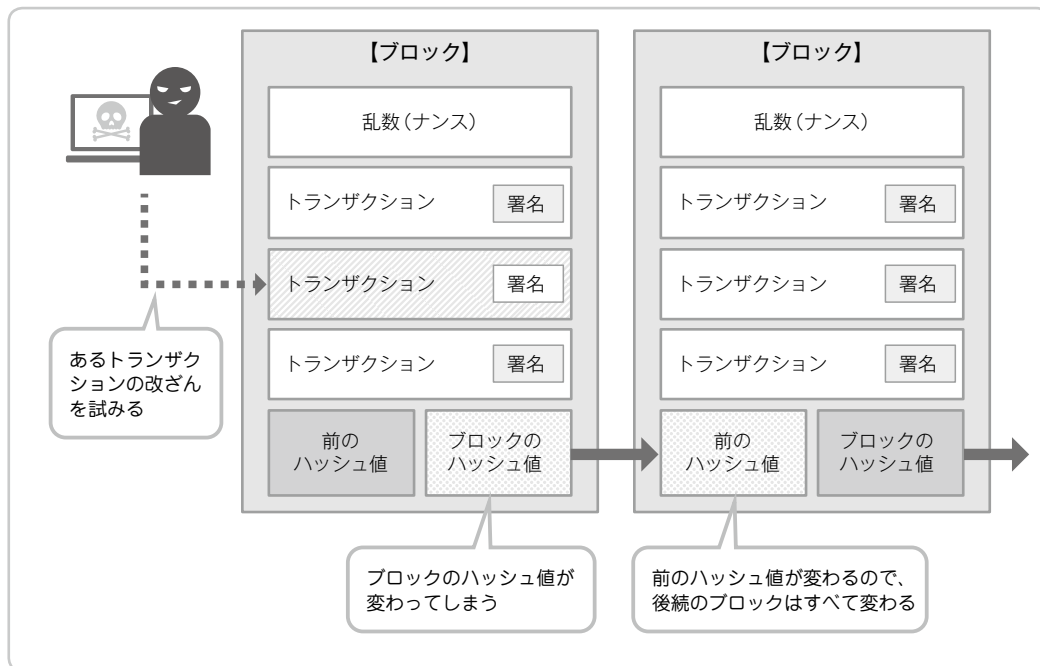 【ブロック】
乱数(ナンス)
トランザクション 署名
トランザクション 署名
トランザクション 署名
前の
ハッシュ値
ブロックの
ハッシュ値
【ブロック】
乱数(ナンス)
トランザクション 署名
トランザクション 署名
トランザクション 署名
前の
ハッシュ値
ブロックの
ハッシュ値
あるトランザク
ションの改ざん
を試みる
ブロックのハッシュ値が
変わってしまう
前のハッシュ値が変わるので、
後続のブロックはすべて変わる